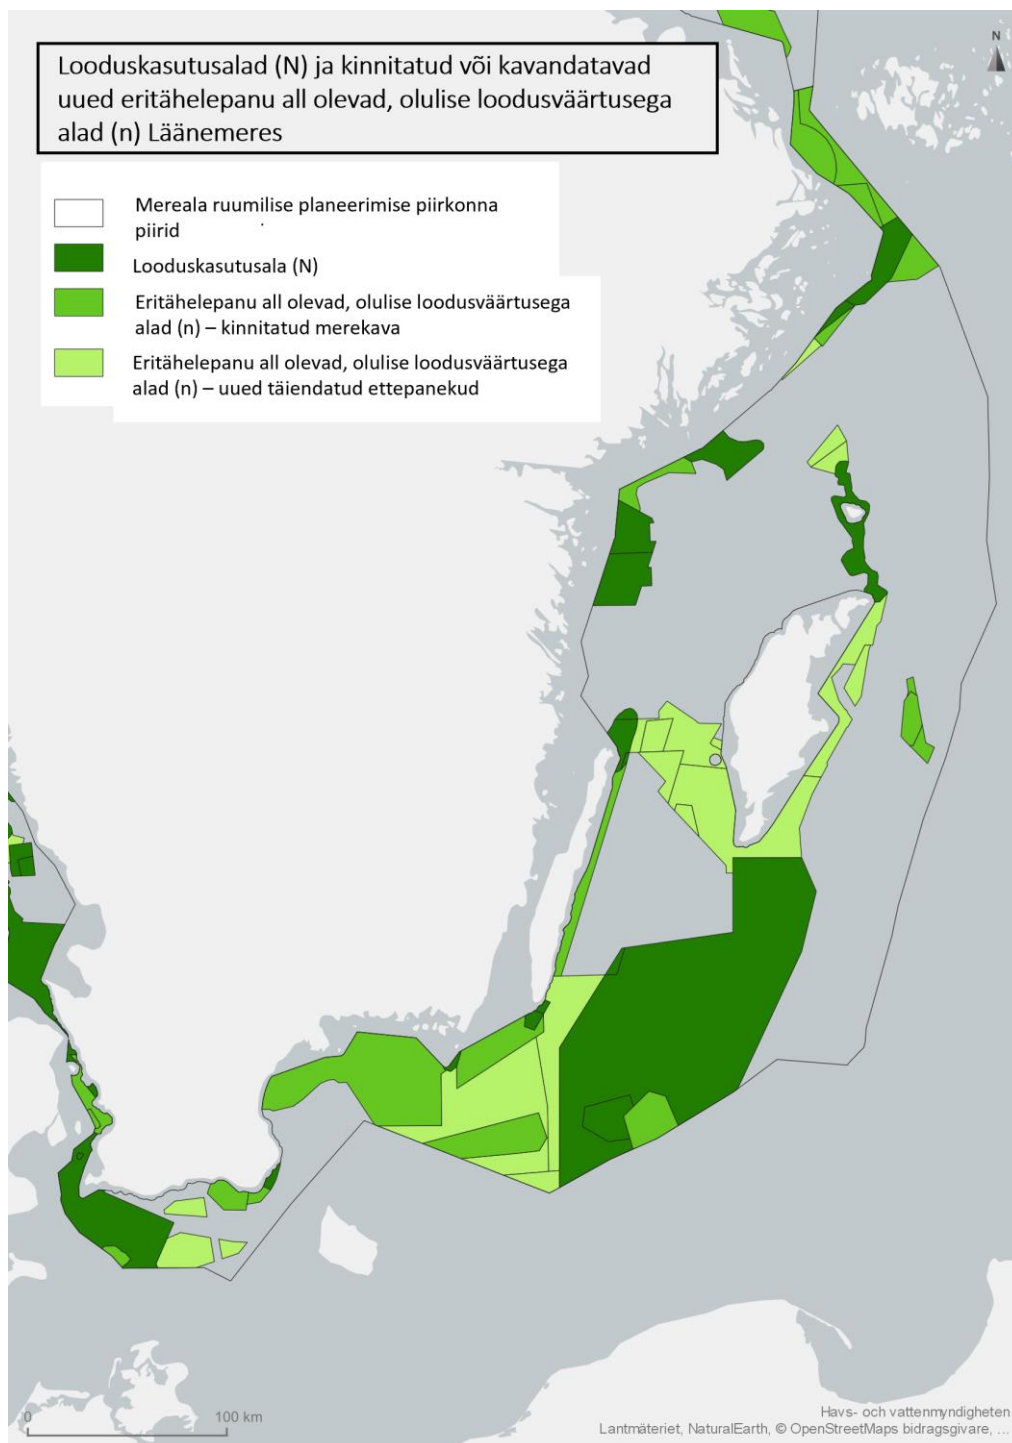 Looduskasutusalad (N) ja kinnitatud või kavandatavad
uued eritähelepanu all olevad, olulise loodusväärtusega
alad (n) Läänemeres
N
Mereala ruumilise planeerimise piirkonna
piirid
Looduskasutusala (N)
Eritähelepanu all olevad, olulise loodusväärtusega
alad (n) – kinnitatud merekava
Eritähelepanu all olevad, olulise loodusväärtusega
alad (n) – uued täiendatud ettepanekud
0 100 km
Havs- och vattenmyndigheten
Lantmäteriet, NaturalEarth, © OpenStreetMaps bidragsgivare, ...